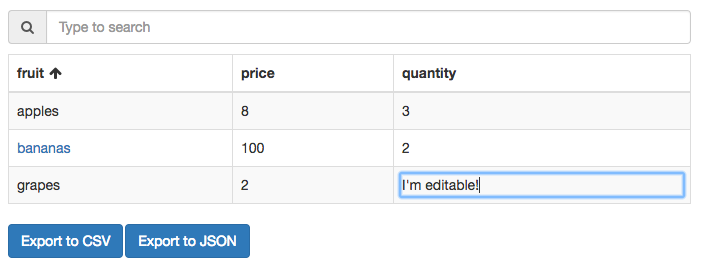 Type to search
fruit price quantity
apples 8 3
bananas 100 2
grapes 2 I'm editable!
Export to CSV Export to JSON